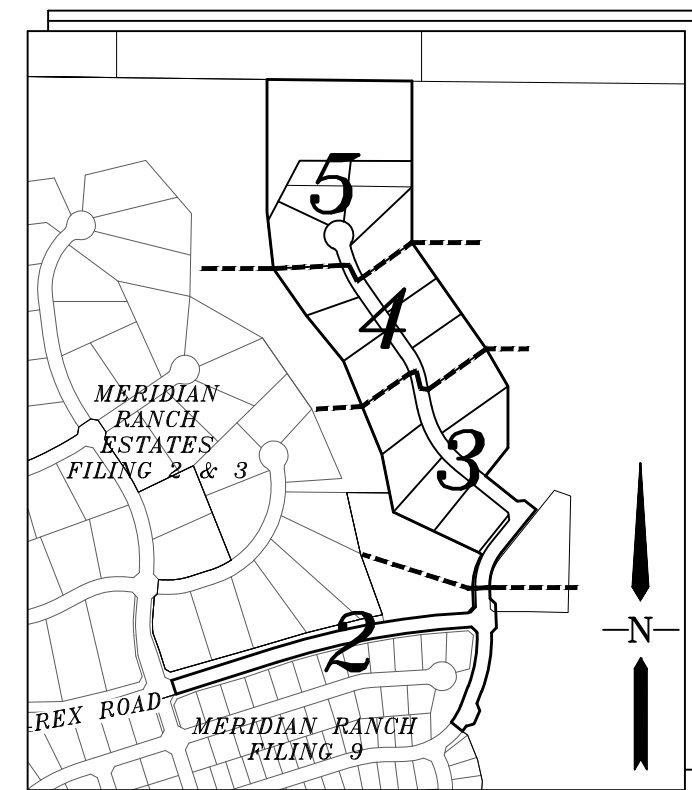 5
4
MERIDIAN
RANCH
ESTATES
FILING 2 & 3
3
N
2
REX ROAD
MERIDIAN RANCH
FILING 9